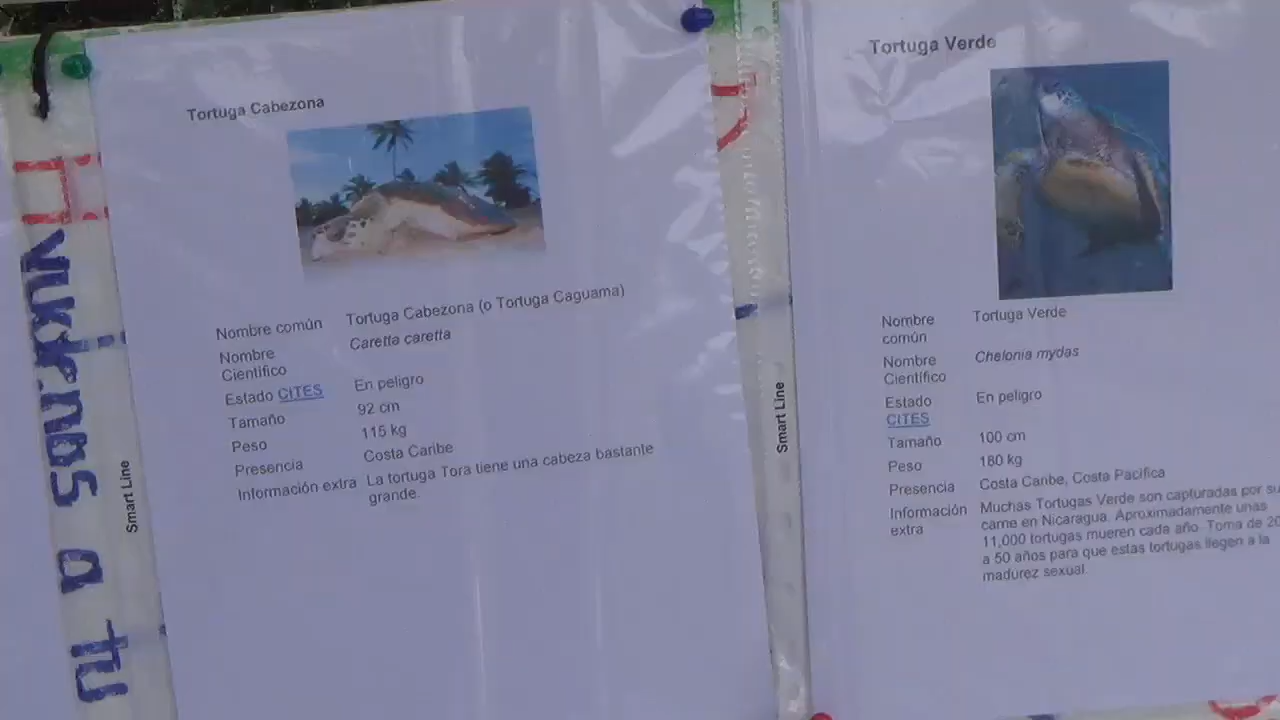 Tortuga Cabezona
Nombre común Tortuga Cabezona (o Tortuga Caguama)
Nombre Científico Caretta caretta
Estado CITES En peligro
Tamaño 92 cm
Peso 115 kg
Presencia Costa Caribe
Información extra La tortuga Tora tiene una cabeza bastante
grande.
Smart Line
a tu
Tortuga Verde
Nombre común Tortuga Verde
Nombre Científico Chelonia mydas
Estado CITES En peligro
Tamaño 100 cm
Peso 180 kg
Presencia Costa Caribe, Costa Pacifica
Información extra Muchas Tortugas Verde son capturadas por su
carne en Nicaragua. Aproximadamente unas
11,000 tortugas mueren cada año. Toma de 20
a 50 años para que estas tortugas llegen a la
madurez sexual.
Smart Line